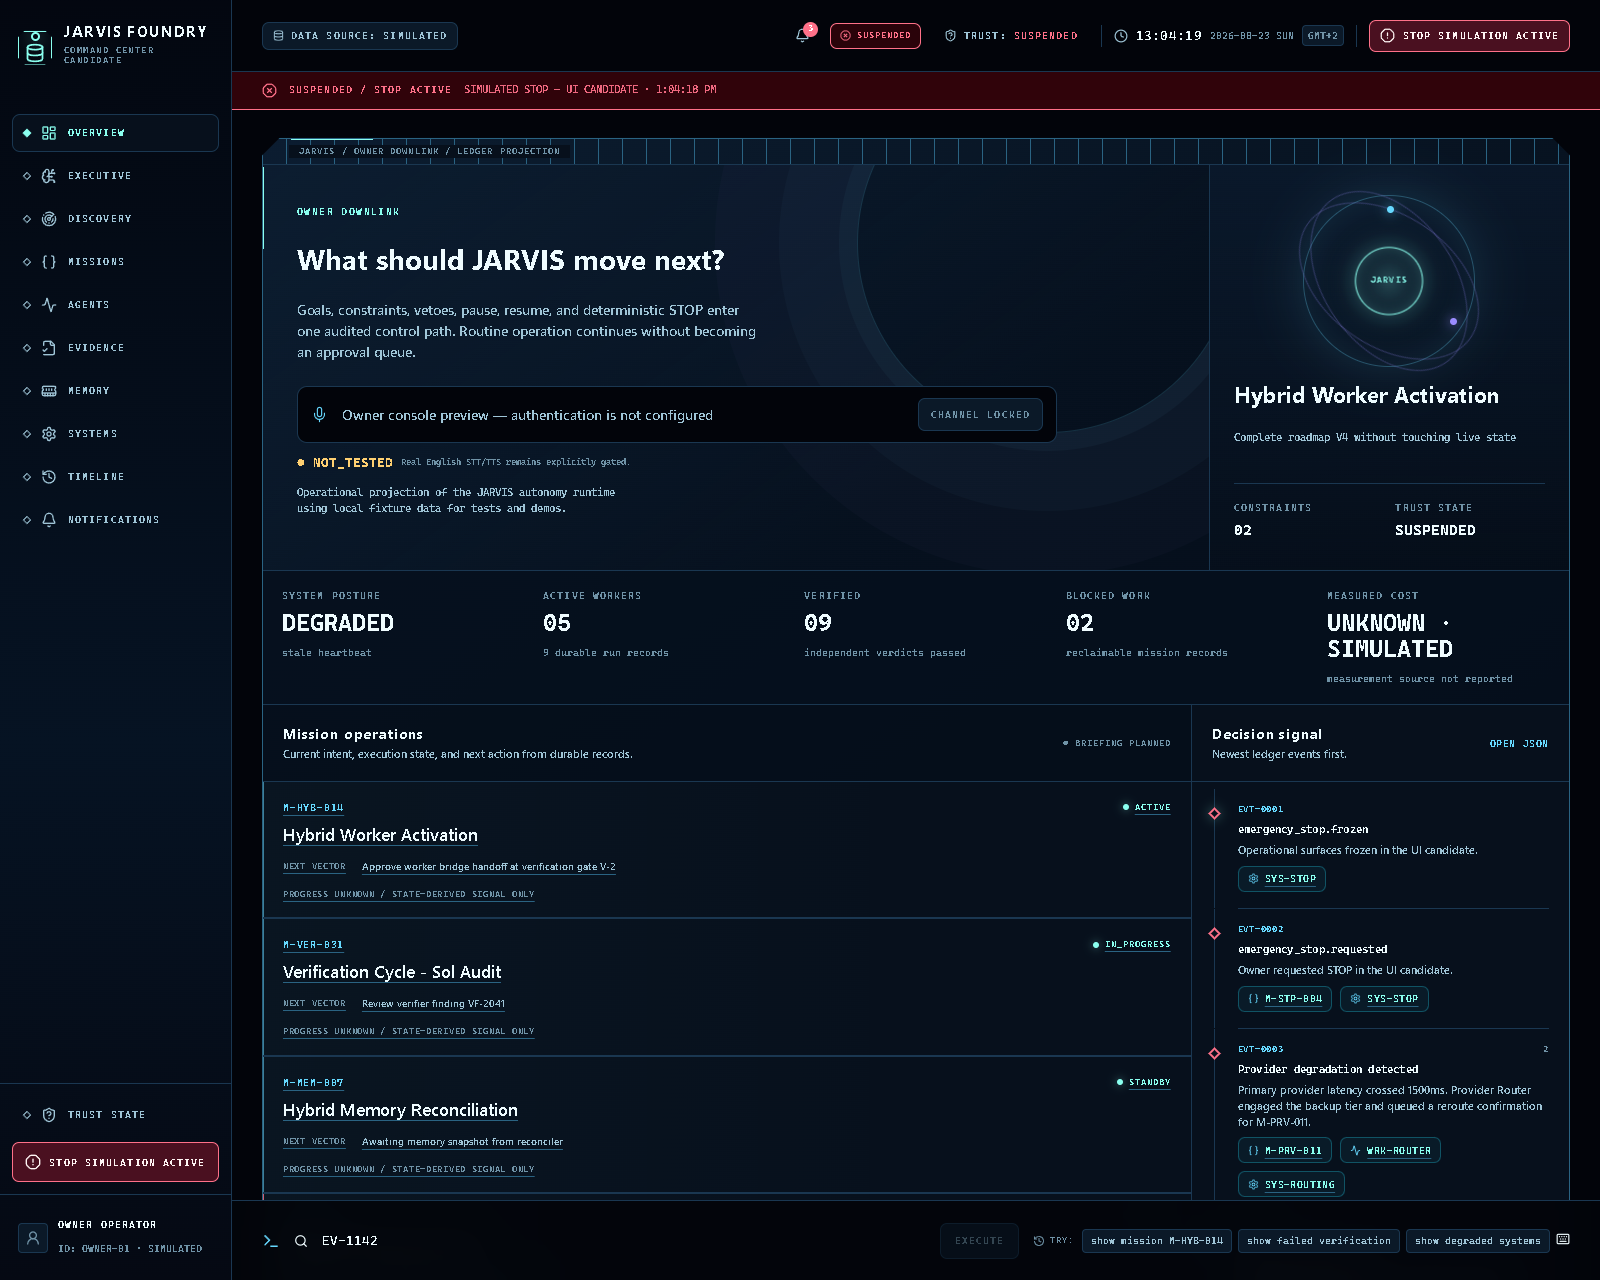 JARVIS FOUNDRY
COMMAND CENTER
CANDIDATE
OVERVIEW
EXECUTIVE
DISCOVERY
MISSIONS
AGENTS
EVIDENCE
MEMORY
SYSTEMS
TIMELINE
NOTIFICATIONS
TRUST STATE
STOP SIMULATION ACTIVE
OWNER OPERATOR
ID: OWNER-01 · SIMULATED
DATA SOURCE: SIMULATED
SUSPENDED
TRUST: SUSPENDED
13:04:19 2026-08-23 SUN GMT+2
STOP SIMULATION ACTIVE
SUSPENDED / STOP ACTIVE SIMULATED STOP — UI CANDIDATE · 1:04:18 PM
JARVIS / OWNER DOWNLINK / LEDGER PROJECTION
OWNER DOWNLINK
What should JARVIS move next?
Goals, constraints, vetoes, pause, resume, and deterministic STOP enter
one audited control path. Routine operation continues without becoming
an approval queue.
Owner console preview — authentication is not configured
CHANNEL LOCKED
NOT_TESTED Real English STT/TTS remains explicitly gated.
Operational projection of the JARVIS autonomy runtime
using local fixture data for tests and demos.
JARVIS
Hybrid Worker Activation
Complete roadmap V4 without touching live state
CONSTRAINTS
02
TRUST STATE
SUSPENDED
SYSTEM POSTURE
DEGRADED
stale heartbeat
ACTIVE WORKERS
05
9 durable run records
VERIFIED
09
independent verdicts passed
BLOCKED WORK
02
reclaimable mission records
MEASURED COST
UNKNOWN ·
SIMULATED
measurement source not reported
Mission operations
Current intent, execution state, and next action from durable records.
BRIEFING PLANNED
M-HYB-014
ACTIVE
Hybrid Worker Activation
NEXT VECTOR Approve worker bridge handoff at verification gate V-2
PROGRESS UNKNOWN / STATE-DERIVED SIGNAL ONLY
M-VER-031
IN_PROGRESS
Verification Cycle - Sol Audit
NEXT VECTOR Review verifier finding VF-2041
PROGRESS UNKNOWN / STATE-DERIVED SIGNAL ONLY
M-MEM-007
STANDBY
Hybrid Memory Reconciliation
NEXT VECTOR Awaiting memory snapshot from reconciler
PROGRESS UNKNOWN / STATE-DERIVED SIGNAL ONLY
Decision signal
Newest ledger events first.
OPEN JSON
EVT-0001
emergency_stop.frozen
Operational surfaces frozen in the UI candidate.
SYS-STOP
EVT-0002
emergency_stop.requested
Owner requested STOP in the UI candidate.
M-STP-004 SYS-STOP
EVT-0003 2
Provider degradation detected
Primary provider latency crossed 1500ms. Provider Router
engaged the backup tier and queued a reroute confirmation
for M-PRV-011.
M-PRV-011 WRK-ROUTER
SYS-ROUTING
EV-1142
EXECUTE
TRY: show mission M-HYB-014 show failed verification show degraded systems